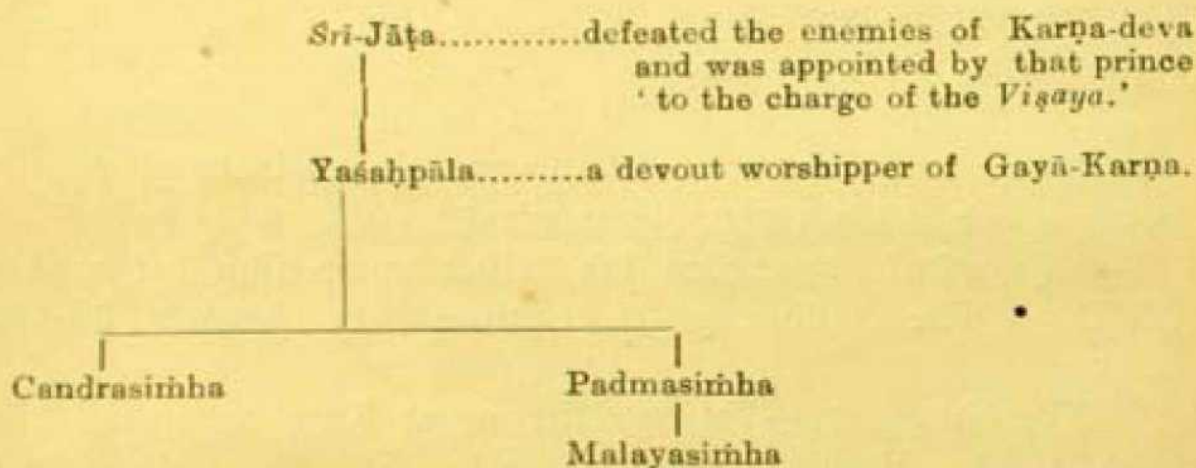 Śri-Jāṭa............defeated the enemies of Karṇa-deva
and was appointed by that prince
‘ to the charge of the Viṣaya.’
Yaśaḥpāla.........a devout worshipper of Gayā-Karṇa.
Candrasiṁha Padmasiṁha
Malayasiṁha